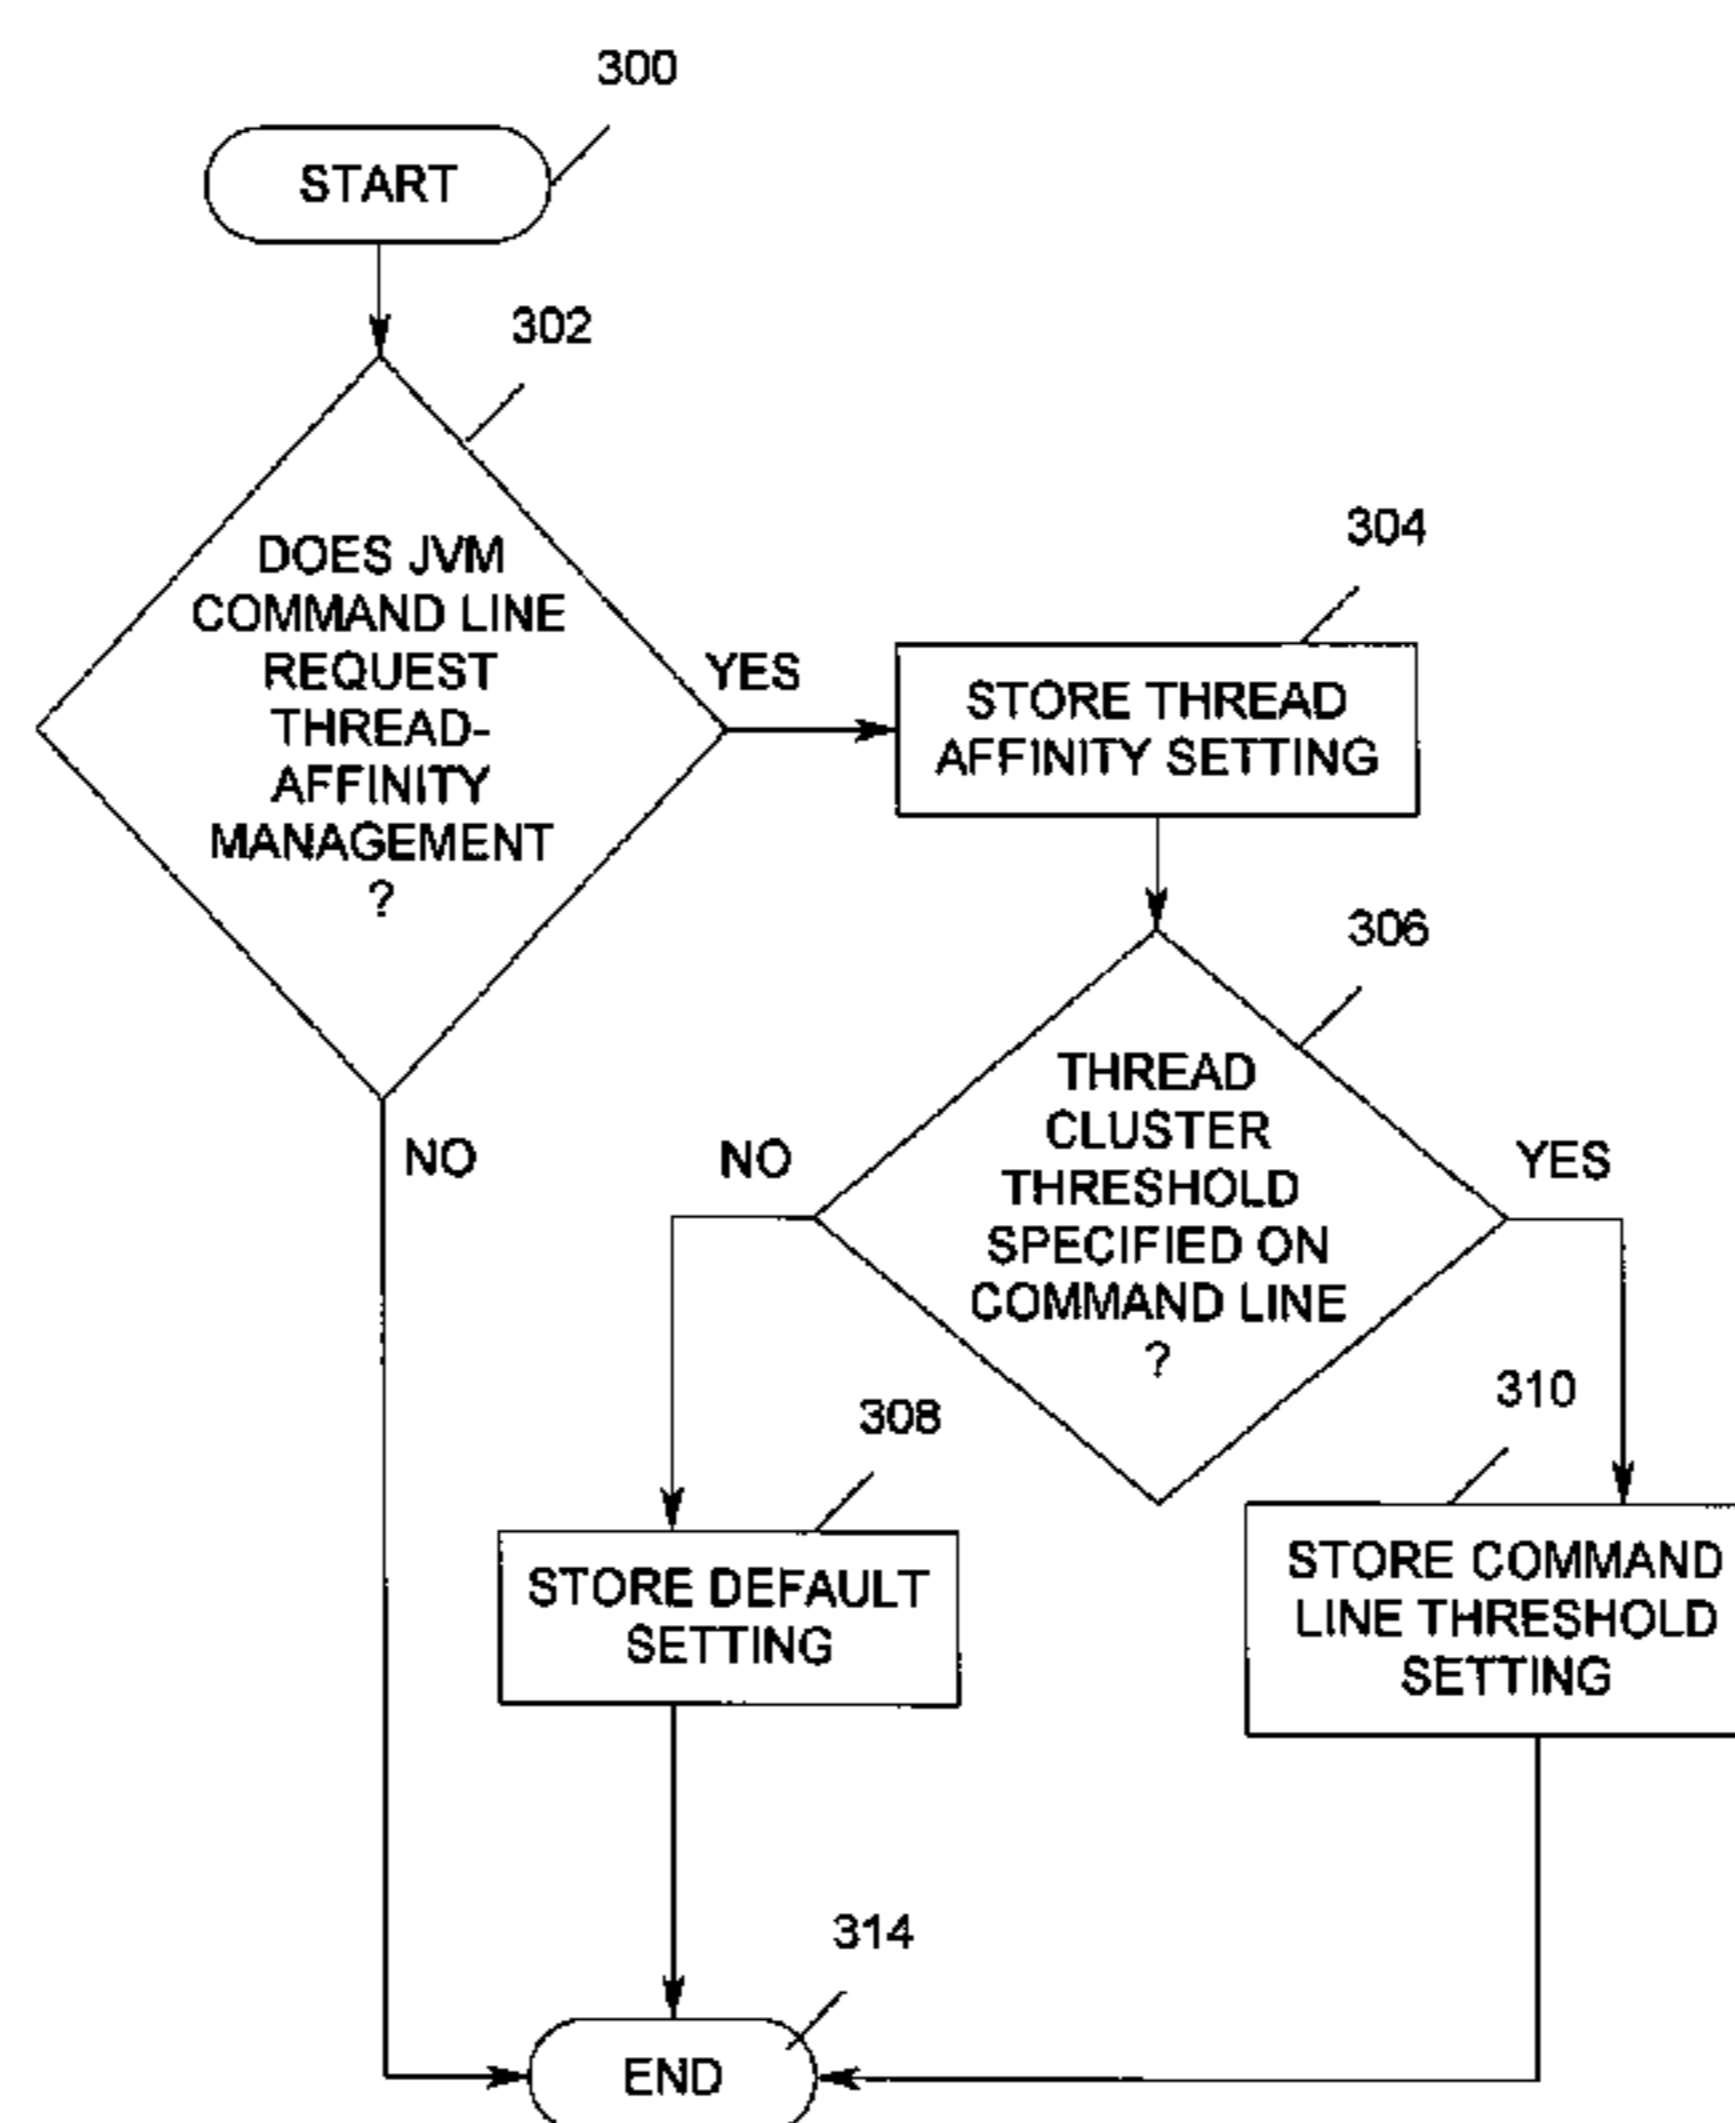 300
START
302
DOES JVM
COMMAND LINE
REQUEST
THREAD-
AFFINITY
MANAGEMENT
?
YES
304
STORE THREAD
AFFINITY SETTING
306
THREAD
CLUSTER
THRESHOLD
SPECIFIED ON
COMMAND LINE
?
NO
NO
YES
308
STORE DEFAULT
SETTING
310
STORE COMMAND
LINE THRESHOLD
SETTING
314
END